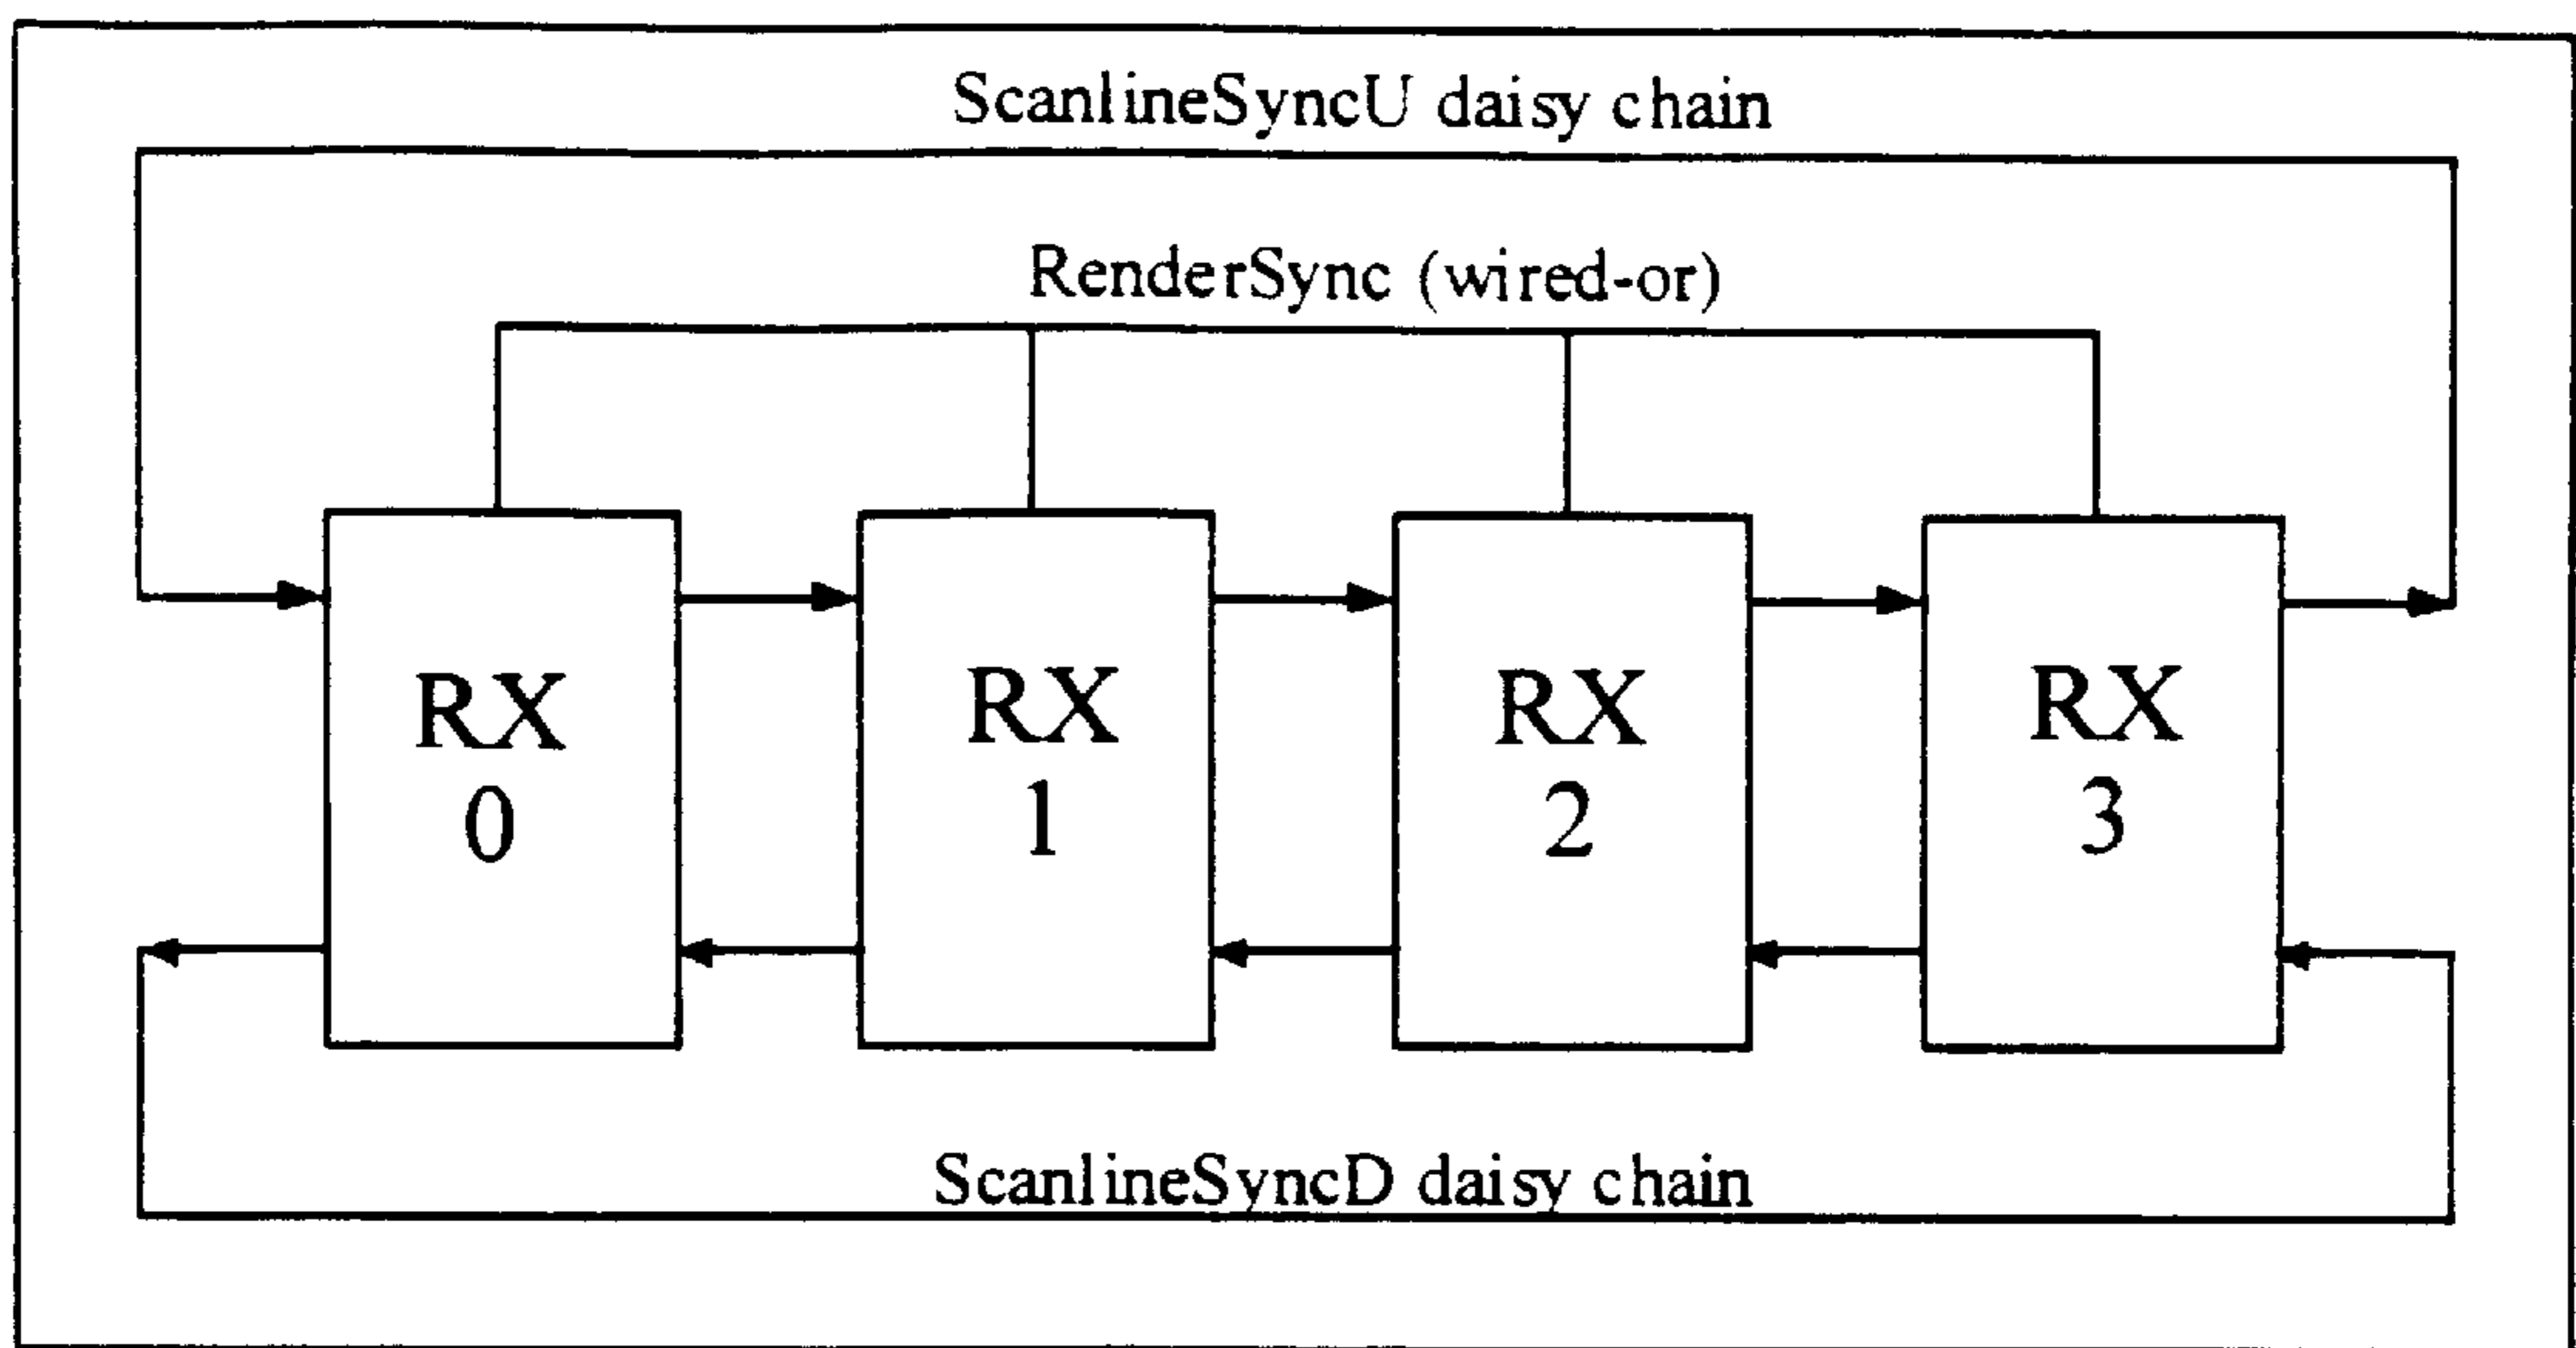 ScanlineSyncU daisy chain
RenderSync (wired-or)
RX
0
RX
1
RX
2
RX
3
ScanlineSyncD daisy chain